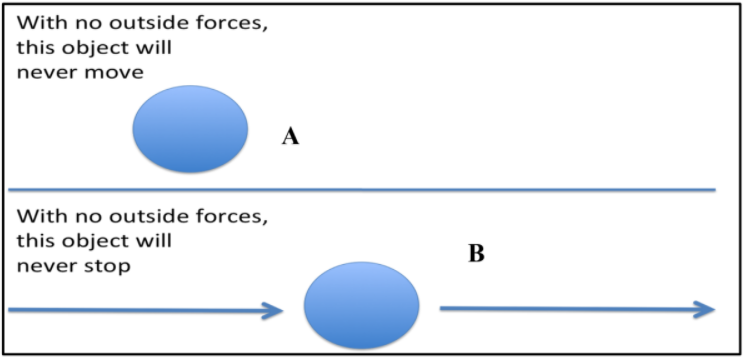 With no outside forces,
this object will
never move
A
With no outside forces,
this object will
never stop
B